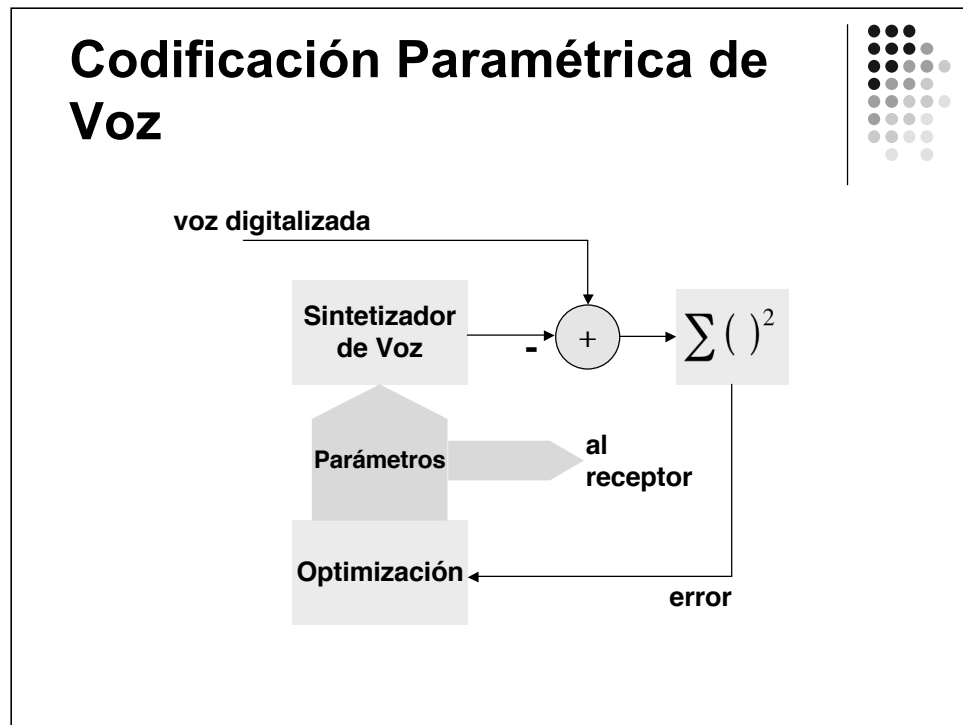 Codificación Paramétrica de
Voz
voz digitalizada
Sintetizador
de Voz
-
+
∑ ( )²
Parámetros
al
receptor
Optimización
error